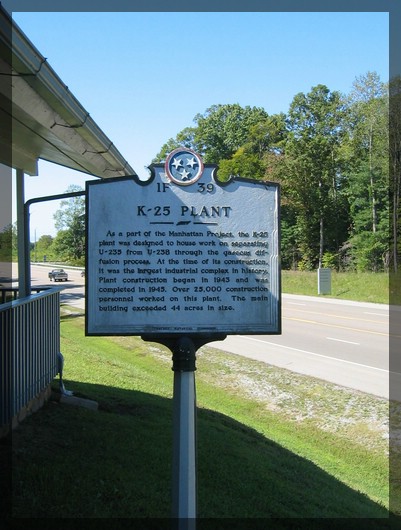 1F 39
K-25 PLANT
As a part of the Manhattan Project, the K-25
plant was designed to house work on separating
U-235 from U-238 through the gaseous dif-
fusion process. At the time of its construction,
it was the largest industrial complex in history.
Plant construction began in 1943 and was
completed in 1945. Over 25,000 construction
personnel worked on this plant. The main
building exceeded 44 acres in size.
TENNESSEE HISTORICAL COMMISSION